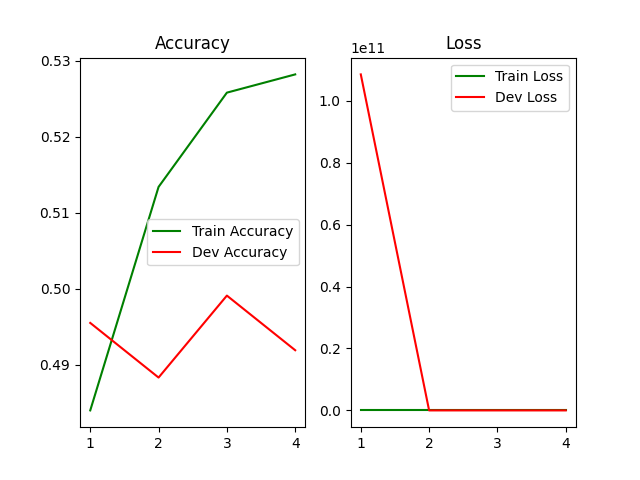 Accuracy
0.53
0.52
0.51
0.50
0.49
1 2 3 4
Train Accuracy
Dev Accuracy
Loss
1e11
1.0
0.8
0.6
0.4
0.2
0.0
1 2 3 4
Train Loss
Dev Loss